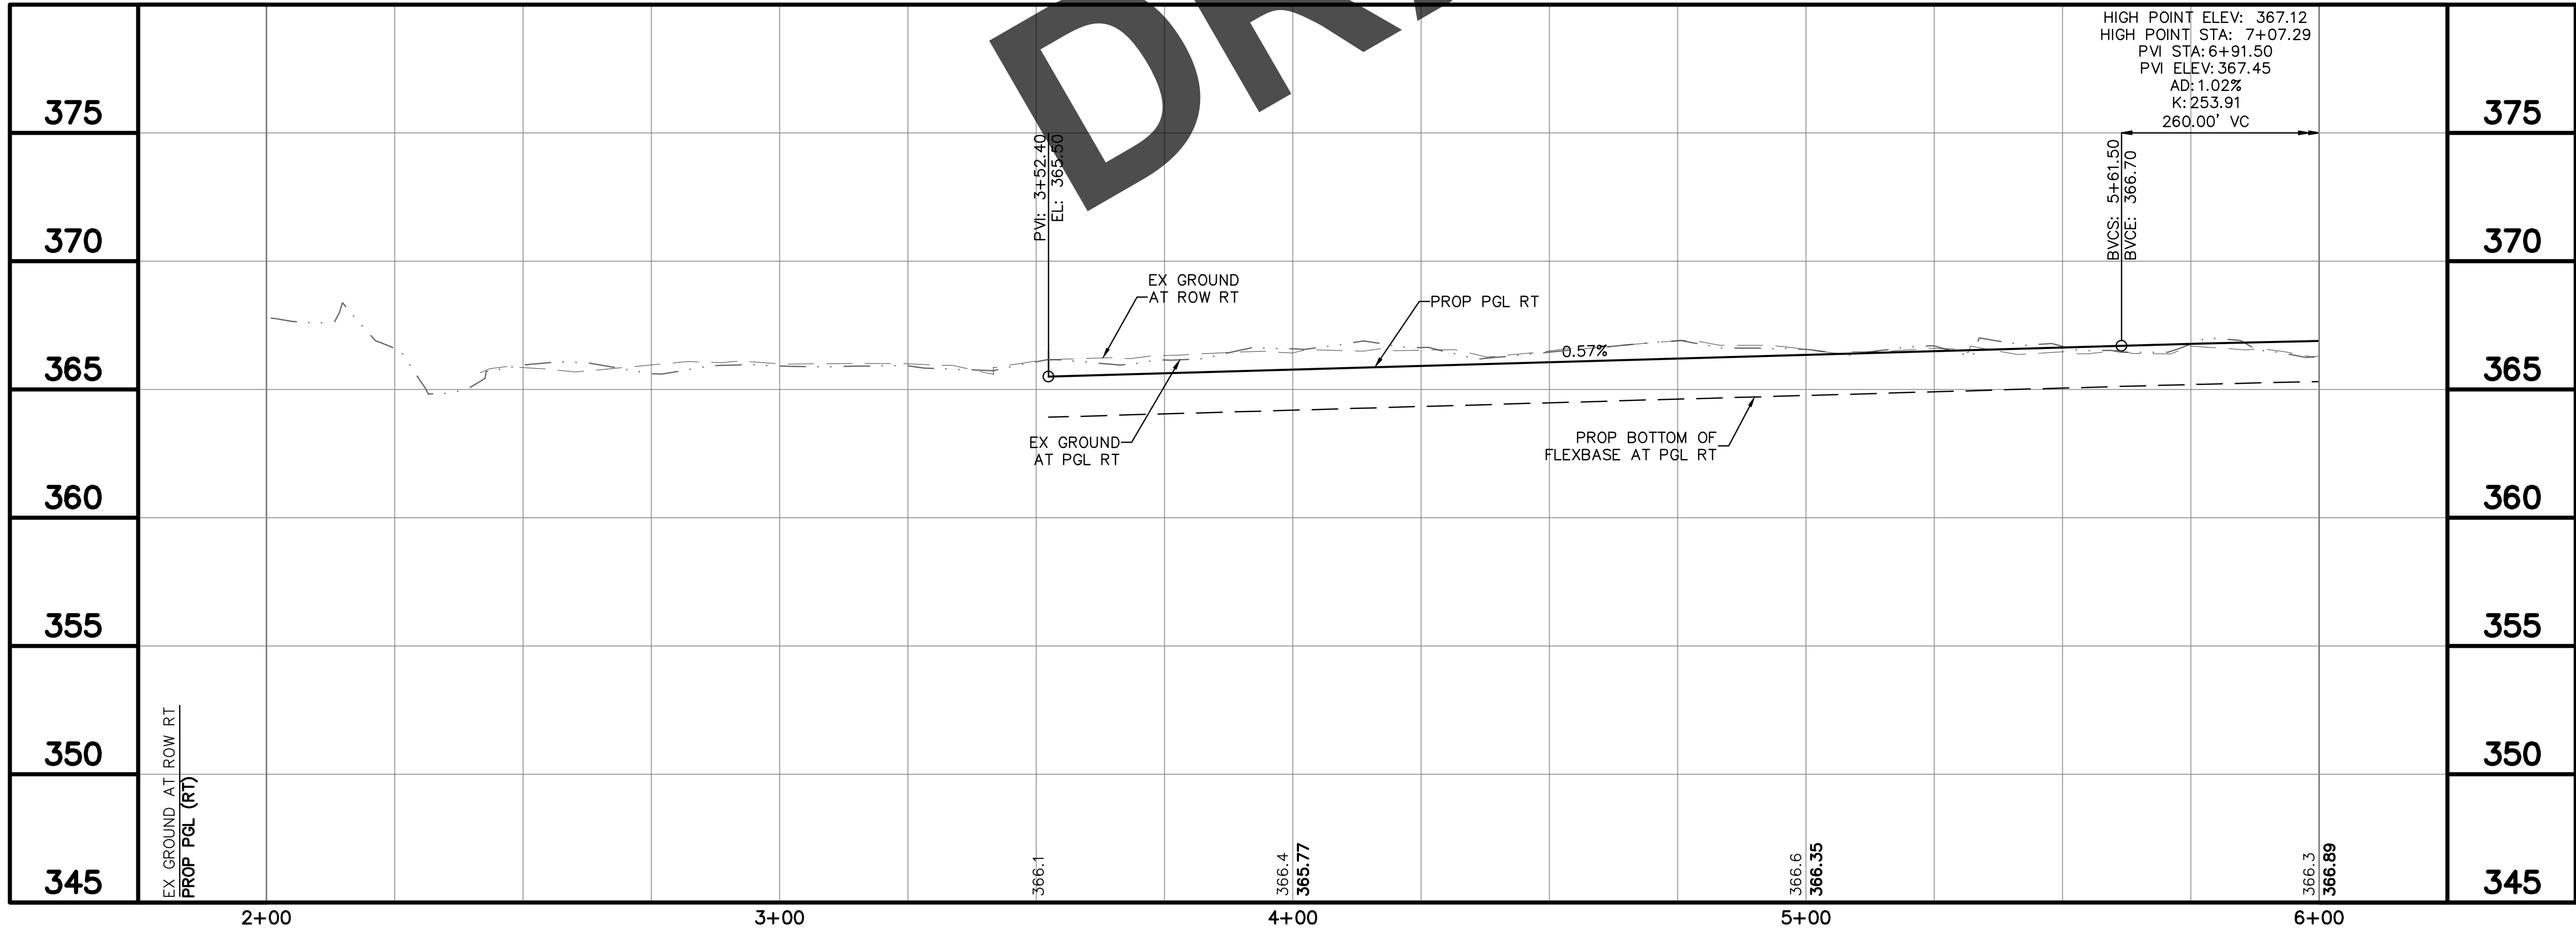 HIGH POINT ELEV: 367.12
HIGH POINT STA: 7+07.29
PVI STA: 6+91.50
PVI ELEV: 367.45
AD: 1.02%
K: 253.91
260.00' VC
375
375
PVI: 3+52.40
EL: 365.50
BVCS: 5+61.50
BVCE: 366.70
370
370
EX GROUND
AT ROW RT
PROP PGL RT
0.57%
365
365
EX GROUND
AT PGL RT
PROP BOTTOM OF
FLEXBASE AT PGL RT
360
360
355
355
350
350
EX GROUND AT ROW RT
PROP PGL (RT)
366.1
366.4
365.77
366.6
366.35
366.3
366.89
345
345
2+00
3+00
4+00
5+00
6+00